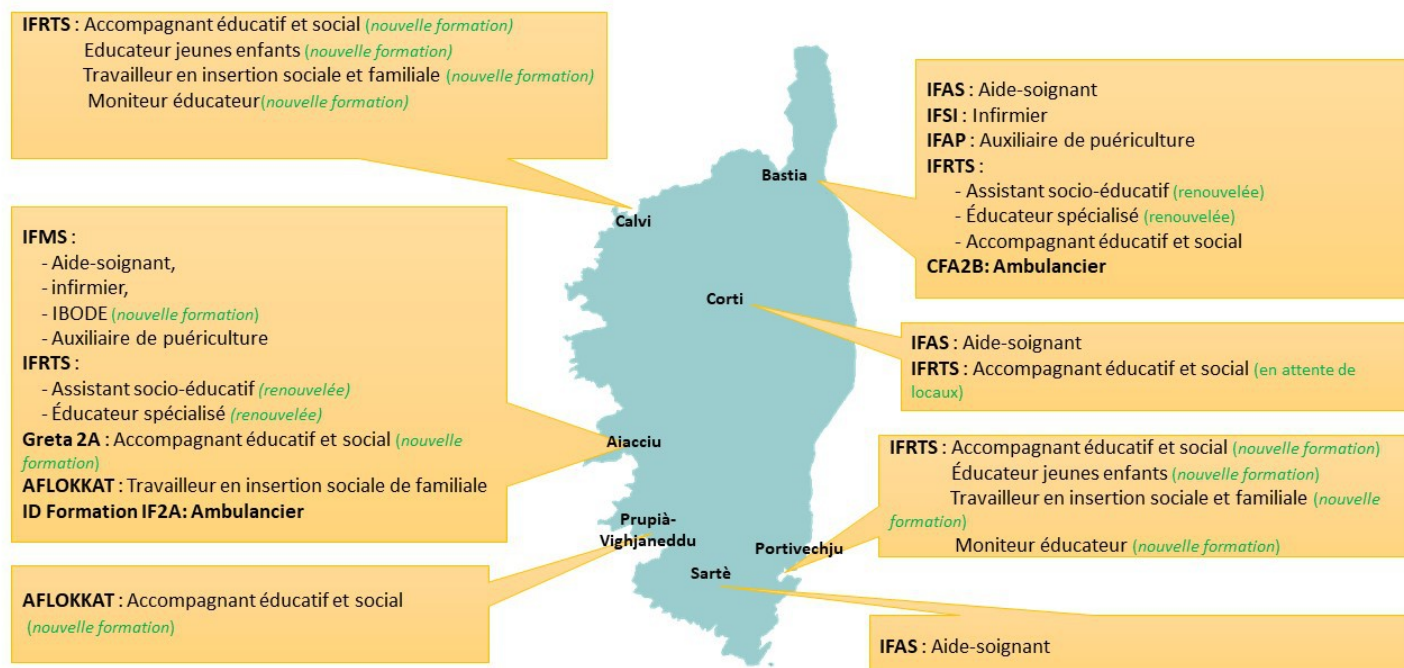 IFRTS : Accompagnant éducatif et social (nouvelle formation)
Educateur jeunes enfants (nouvelle formation)
Travailleur en insertion sociale et familiale (nouvelle formation)
Moniteur éducateur(nouvelle formation)
IFAS : Aide-soignant
IFSI : Infirmier
IFAP : Auxiliaire de puériculture
IFRTS :
- Assistant socio-éducatif (renouvelée)
- Éducateur spécialisé (renouvelée)
- Accompagnant éducatif et social
CFA2B: Ambulancier
Bastia
Calvi
Corti
IFMS :
- Aide-soignant,
- infirmier,
- IBODE (nouvelle formation)
- Auxiliaire de puériculture
IFRTS :
- Assistant socio-éducatif (renouvelée)
- Éducateur spécialisé (renouvelée)
Greta 2A : Accompagnant éducatif et social (nouvelle
formation)
AFLOKKAT : Travailleur en insertion sociale de familiale
ID Formation IF2A: Ambulancier
IFAS : Aide-soignant
IFRTS : Accompagnant éducatif et social (en attente de
locaux)
Aiacciu
Prupià-
Vighjaneddu
Portivechju
Sartè
IFRTS : Accompagnant éducatif et social (nouvelle formation)
Éducateur jeunes enfants (nouvelle formation)
Travailleur en insertion sociale et familiale (nouvelle
formation)
Moniteur éducateur (nouvelle formation)
AFLOKKAT : Accompagnant éducatif et social
(nouvelle formation)
IFAS : Aide-soignant